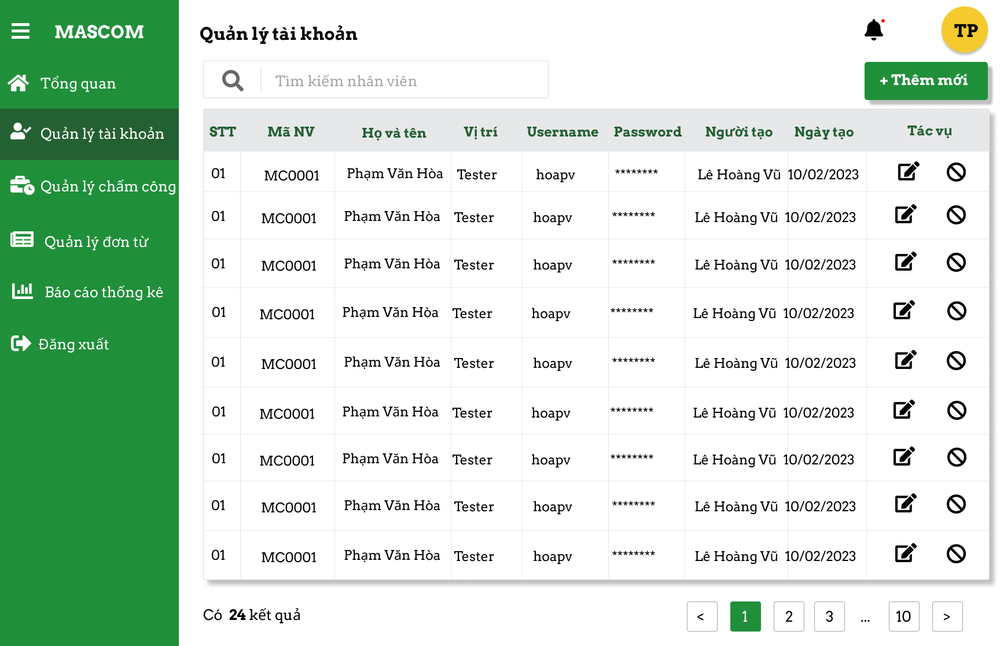 MASCOM
Tổng quan
Quản lý tài khoản
Quản lý chấm công
Quản lý đơn từ
Báo cáo thống kê
Đăng xuất
Quản lý tài khoản
TP
Tìm kiếm nhân viên
+ Thêm mới
STT Mã NV Họ và tên Vị trí Username Password Người tạo Ngày tạo Tác vụ
01 MC0001 Phạm Văn Hòa Tester hoapv ******** Lê Hoàng Vũ 10/02/2023
01 MC0001 Phạm Văn Hòa Tester hoapv ******** Lê Hoàng Vũ 10/02/2023
01 MC0001 Phạm Văn Hòa Tester hoapv ******** Lê Hoàng Vũ 10/02/2023
01 MC0001 Phạm Văn Hòa Tester hoapv ******** Lê Hoàng Vũ 10/02/2023
01 MC0001 Phạm Văn Hòa Tester hoapv ******** Lê Hoàng Vũ 10/02/2023
01 MC0001 Phạm Văn Hòa Tester hoapv ******** Lê Hoàng Vũ 10/02/2023
01 MC0001 Phạm Văn Hòa Tester hoapv ******** Lê Hoàng Vũ 10/02/2023
01 MC0001 Phạm Văn Hòa Tester hoapv ******** Lê Hoàng Vũ 10/02/2023
01 MC0001 Phạm Văn Hòa Tester hoapv ******** Lê Hoàng Vũ 10/02/2023
Có 24 kết quả
< 1 2 3 ... 10 >